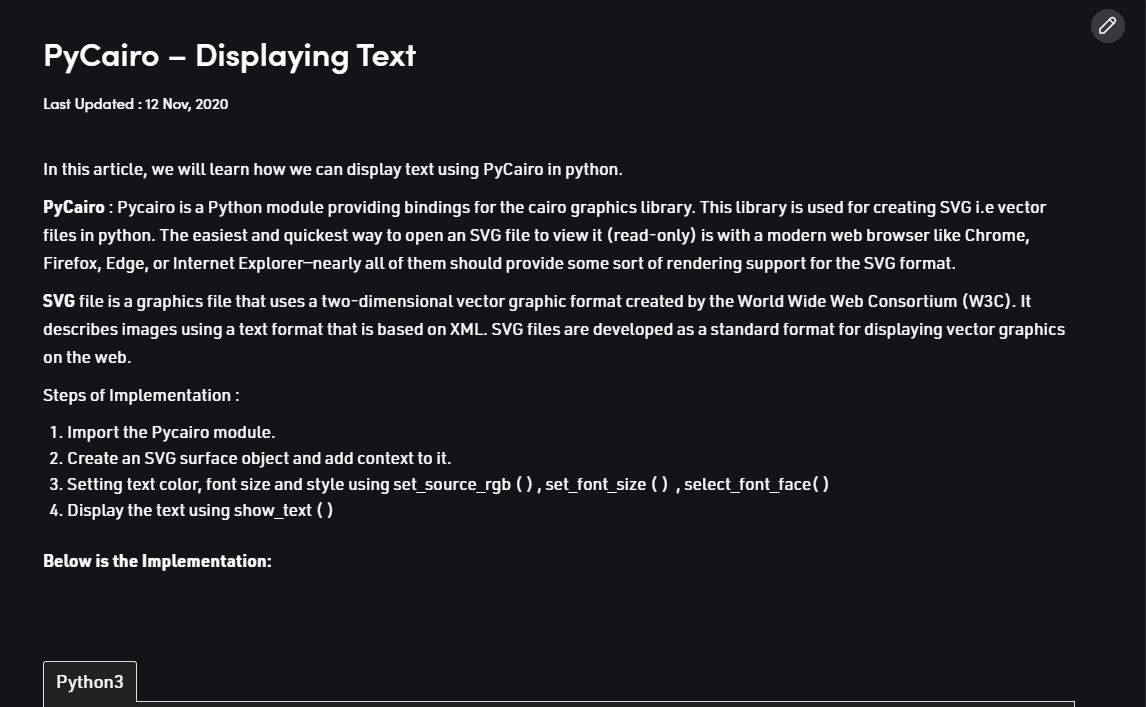 PyCairo – Displaying Text
Last Updated : 12 Nov, 2020
In this article, we will learn how we can display text using PyCairo in python.
PyCairo : Pycairo is a Python module providing bindings for the cairo graphics library. This library is used for creating SVG i.e vector
files in python. The easiest and quickest way to open an SVG file to view it (read-only) is with a modern web browser like Chrome,
Firefox, Edge, or Internet Explorer—nearly all of them should provide some sort of rendering support for the SVG format.
SVG file is a graphics file that uses a two-dimensional vector graphic format created by the World Wide Web Consortium (W3C). It
describes images using a text format that is based on XML. SVG files are developed as a standard format for displaying vector graphics
on the web.
Steps of Implementation :
1. Import the Pycairo module.
2. Create an SVG surface object and add context to it.
3. Setting text color, font size and style using set_source_rgb ( ) , set_font_size ( )  , select_font_face( )
4. Display the text using show_text ( )
Below is the Implementation:
Python3